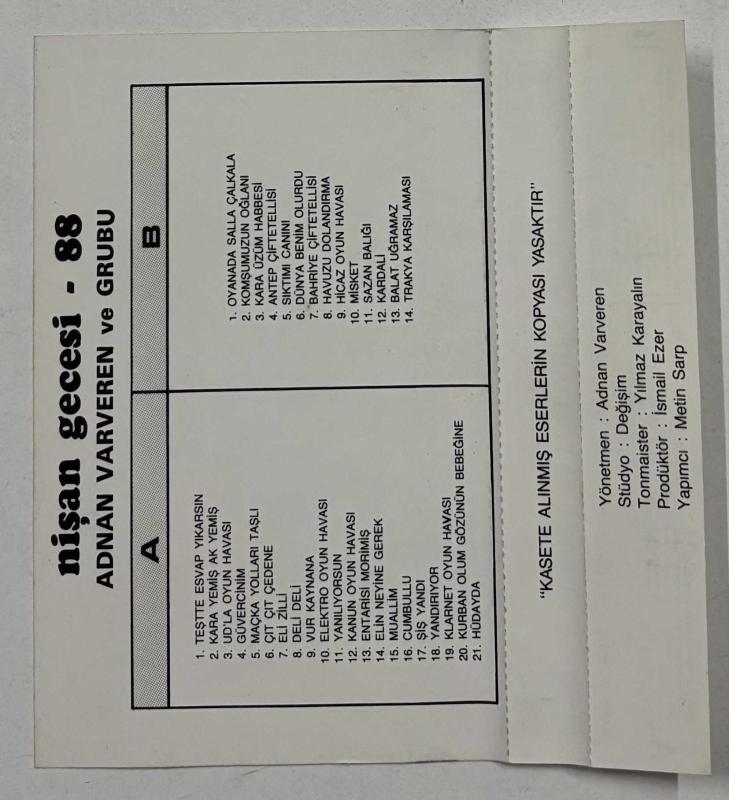 nişan gecesi - 88
ADNAN VARVEREN ve GRUBU
A
1. TEŞTTE ESVAP YIKARSIN
2. KARA YEMİŞ AK YEMİŞ
3. UD'LA OYUN HAVASI
4. GÜVERCİNİM
5. MAÇKA YOLLARI TAŞLI
6. ÇIT ÇIT ÇEDENE
7. ELİ ZİLLİ
8. DELİ DELİ
9. VUR KAYNANA
10. ELEKTRO OYUN HAVASI
11. YANILIYORSUN
12. KANUN OYUN HAVASI
13. ENTARİSİ MORİMİŞ
14. ELİN NEYİNE GEREK
15. MUALLİM
16. CUMBULLU
17. ŞİŞ YANDI
18. YANDIRIYOR
19. KLARNET OYUN HAVASI
20. KURBAN OLUM GÖZÜNÜN BEBEĞİNE
21. HÜDAYDA
B
1. OYANADA SALLA ÇALKALA
2. KOMŞUMUZUN OĞLANI
3. KARA ÜZÜM HABBESİ
4. ANTEP ÇİFTETELLİSİ
5. SIKTIMI CANINI
6. DÜNYA BENİM OLURDU
7. BAHRİYE ÇİFTETELLİSİ
8. HAVUZU DOLANDIRMA
9. HİCAZ OYUN HAVASI
10. MİSKET
11. SAZAN BALIĞI
12. KARDALİ
13. BALAT UĞRAMAZ
14. TRAKYA KARŞILAMASI
"KASETE ALINMIŞ ESERLERİN KOPYASI YASAKTIR"
Yönetmen : Adnan Varveren
Stüdyo : Değişim
Tonmaister : Yılmaz Karayalın
Prodüktör : İsmail Ezer
Yapımcı : Metin Sarp